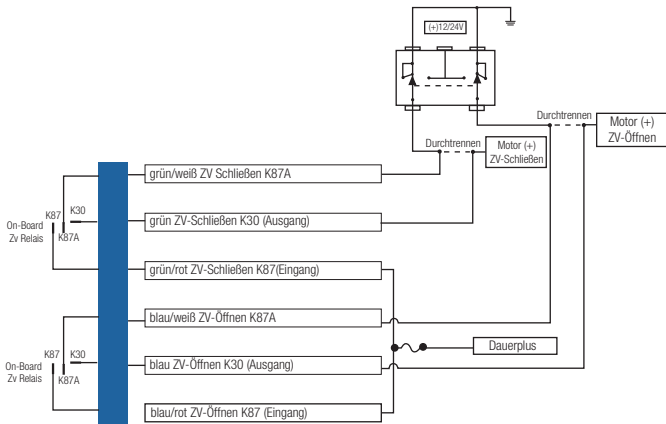 (+)12/24V
Durchtrennen
Motor (+)
ZV-Öffnen
Durchtrennen
Motor (+)
ZV-Schließen
grün/weiß ZV Schließen K87A
K87
K30
On-Board
Zv Relais
K87A
grün ZV-Schließen K30 (Ausgang)
grün/rot ZV-Schließen K87(Eingang)
blau/weiß ZV-Öffnen K87A
Dauerplus
K87
K30
On-Board
Zv Relais
K87A
blau ZV-Öffnen K30 (Ausgang)
blau/rot ZV-Öffnen K87 (Eingang)